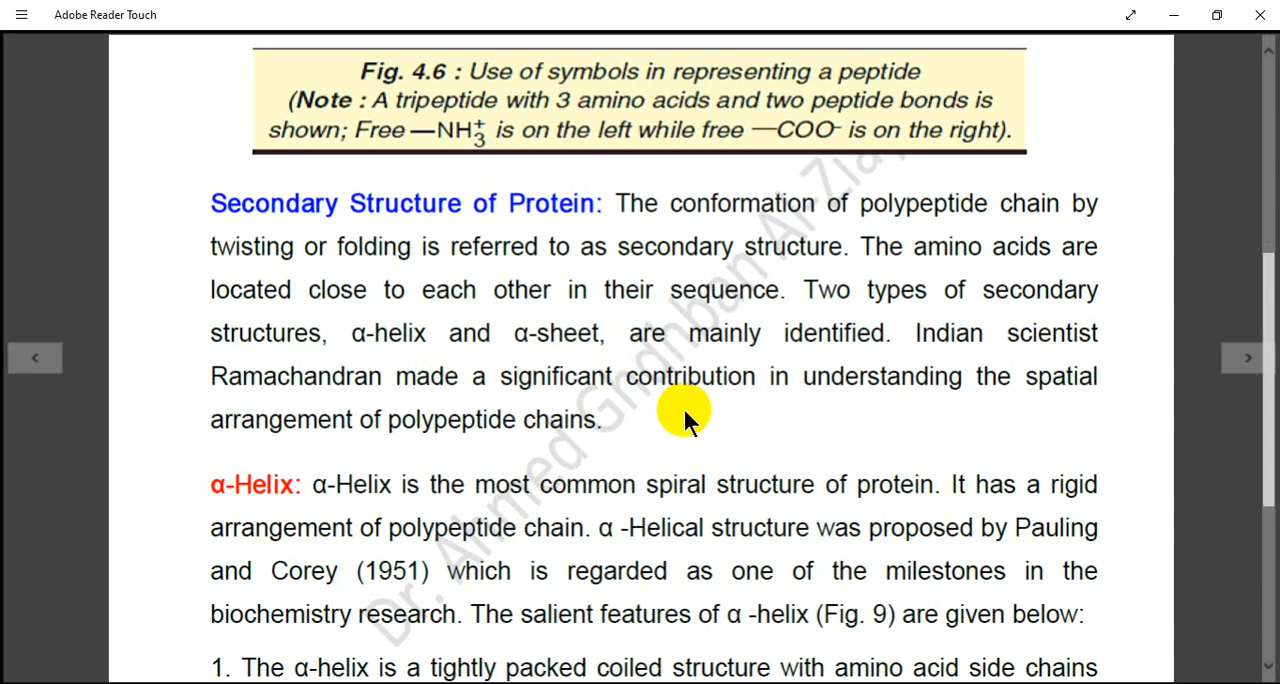 Adobe Reader Touch
Fig. 4.6 : Use of symbols in representing a peptide
(Note : A tripeptide with 3 amino acids and two peptide bonds is
shown; Free —NH₃⁺ is on the left while free —COO⁻ is on the right).
Secondary Structure of Protein: The conformation of polypeptide chain by
twisting or folding is referred to as secondary structure. The amino acids are
located close to each other in their sequence. Two types of secondary
structures, α-helix and α-sheet, are mainly identified. Indian scientist
Ramachandran made a significant contribution in understanding the spatial
arrangement of polypeptide chains.
α-Helix: α-Helix is the most common spiral structure of protein. It has a rigid
arrangement of polypeptide chain. α -Helical structure was proposed by Pauling
and Corey (1951) which is regarded as one of the milestones in the
biochemistry research. The salient features of α -helix (Fig. 9) are given below:
1. The α-helix is a tightly packed coiled structure with amino acid side chains
Dr. Ahmed Ghdhban